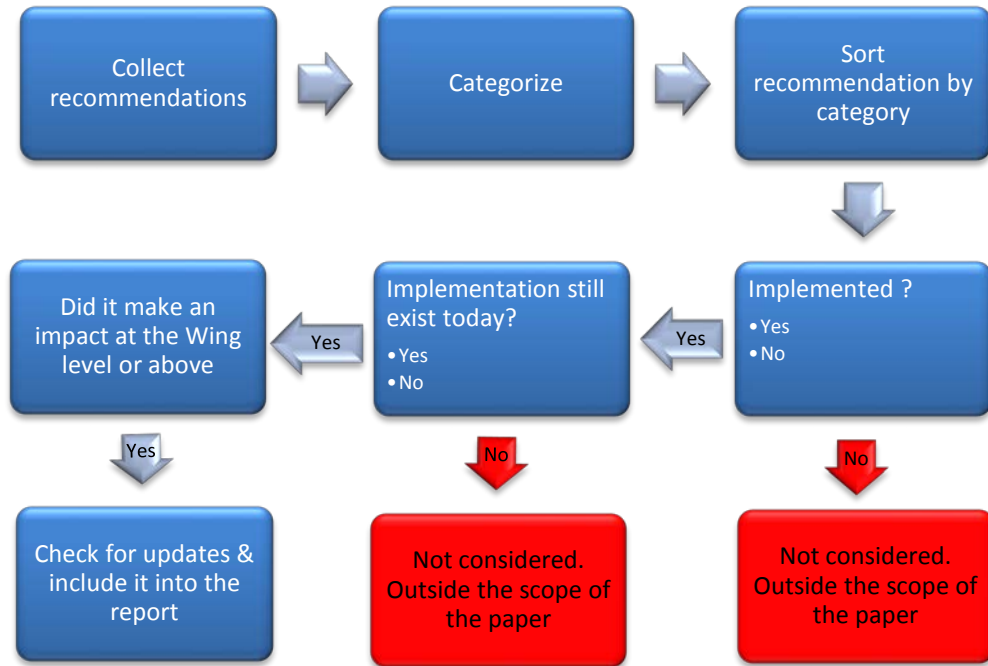 Collect
recommendations
Categorize
Sort
recommendation by
category
Implemented ?
• Yes
• No
Yes
Implementation still
exist today?
• Yes
• No
Yes
Did it make an
impact at the Wing
level or above
Yes
No
No
Check for updates &
include it into the
report
Not considered.
Outside the scope of
the paper
Not considered.
Outside the scope of
the paper